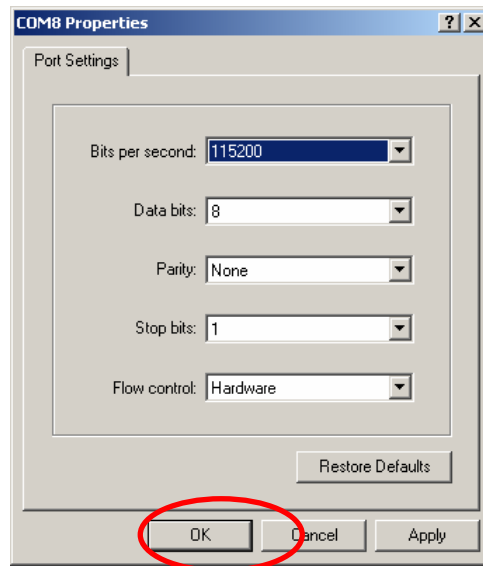 COM8 Properties
Port Settings
Bits per second: 115200
Data bits: 8
Parity: None
Stop bits: 1
Flow control: Hardware
Restore Defaults
OK Cancel Apply